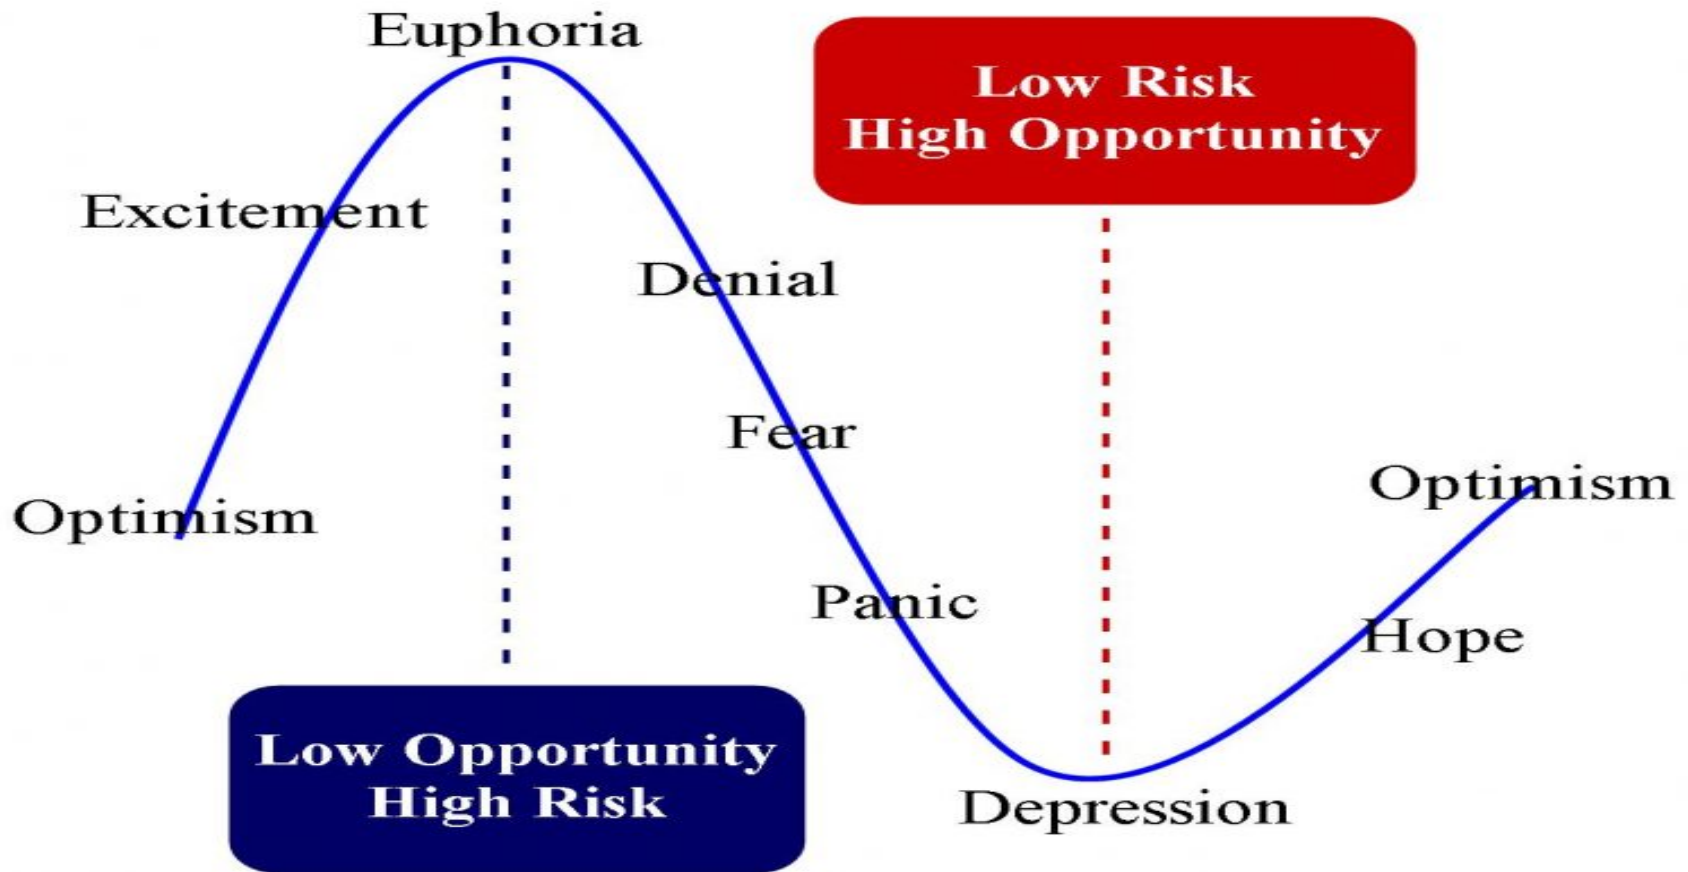 Euphoria
Low Risk
High Opportunity
Excitement
Denial
Fear
Optimism
Optimism
Panic
Hope
Low Opportunity
High Risk
Depression